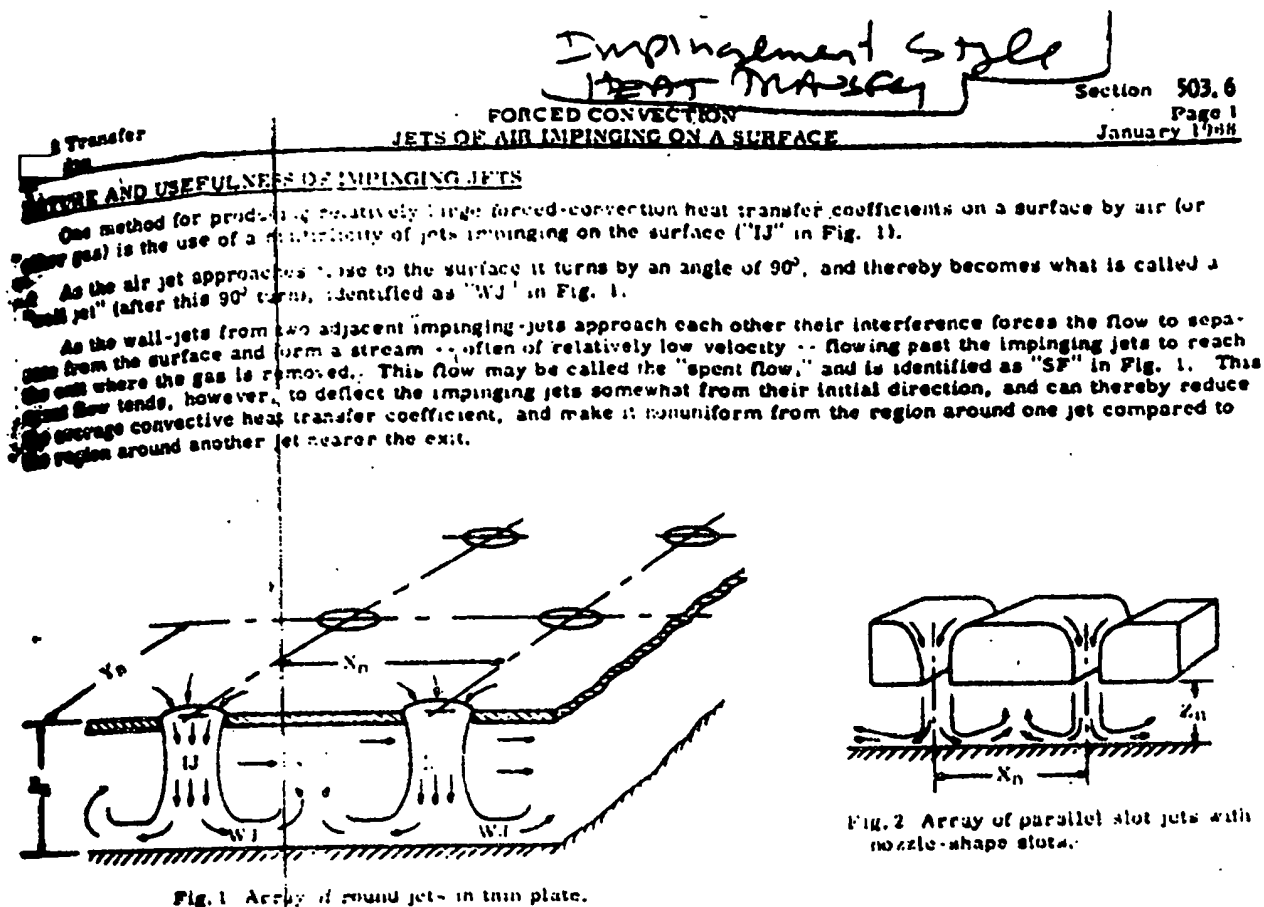 Impingement Style
HEAT
Section 503.6
FORCED CONVECTION
Page 1
Transfer
JETS OF AIR IMPINGING ON A SURFACE
January 1988
AND USEFULNESS OF IMPINGING JETS
One method for producing relatively large forced-convection heat transfer coefficients on a surface by air (or
other gas) is the use of a multiplicity of jets impinging on the surface ("IJ" in Fig. 1).
As the air jet approaches close to the surface it turns by an angle of 90°, and thereby becomes what is called a
"wall jet" (after this 90° turn), identified as "WJ" in Fig. 1.
As the wall-jets from two adjacent impinging-jets approach each other their interference forces the flow to sepa-
rate from the surface and form a stream -- often of relatively low velocity -- flowing past the impinging jets to reach
the exit where the gas is removed. This flow may be called the "spent flow," and is identified as "SF" in Fig. 1. This
spent flow tends, however, to deflect the impinging jets somewhat from their initial direction, and can thereby reduce
the average convective heat transfer coefficient, and make it nonuniform from the region around one jet compared to
the region around another jet nearer the exit.
Yn
Xn
Zn
IJ
WJ
WJ
Zn
Xn
Fig. 1 Array of round jets in thin plate.
Fig. 2 Array of parallel slot jets with
nozzle-shape slots.